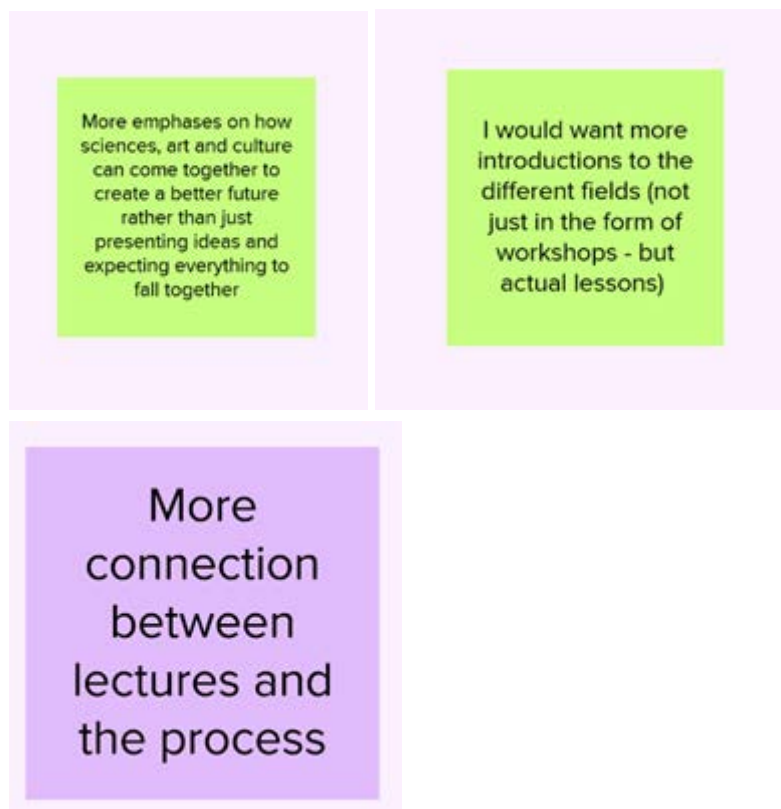 More emphases on how
sciences, art and culture
can come together to
create a better future
rather than just
presenting ideas and
expecting everything to
fall together
I would want more
introductions to the
different fields (not
just in the form of
workshops - but
actual lessons)
More
connection
between
lectures and
the process